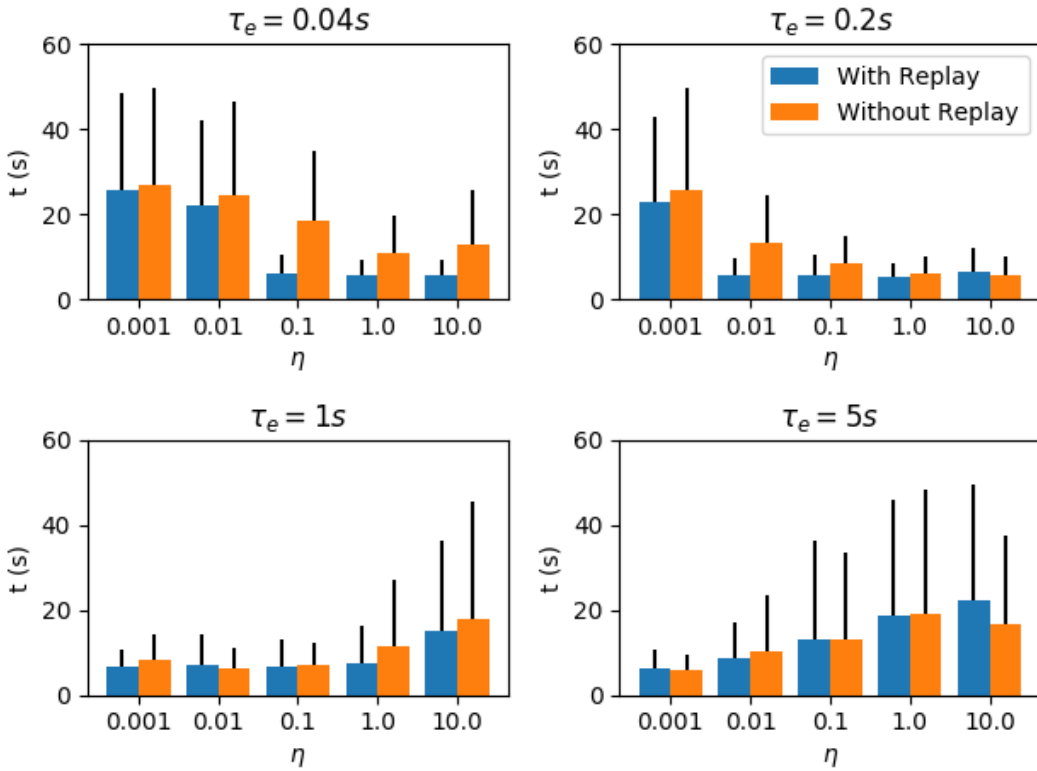 τₑ = 0.04s
60
40
20
0
t (s)
0.001 0.01 0.1 1.0 10.0
η
τₑ = 0.2s
With Replay
Without Replay
60
40
20
0
t (s)
0.001 0.01 0.1 1.0 10.0
η
τₑ = 1s
60
40
20
0
t (s)
0.001 0.01 0.1 1.0 10.0
η
τₑ = 5s
60
40
20
0
t (s)
0.001 0.01 0.1 1.0 10.0
η